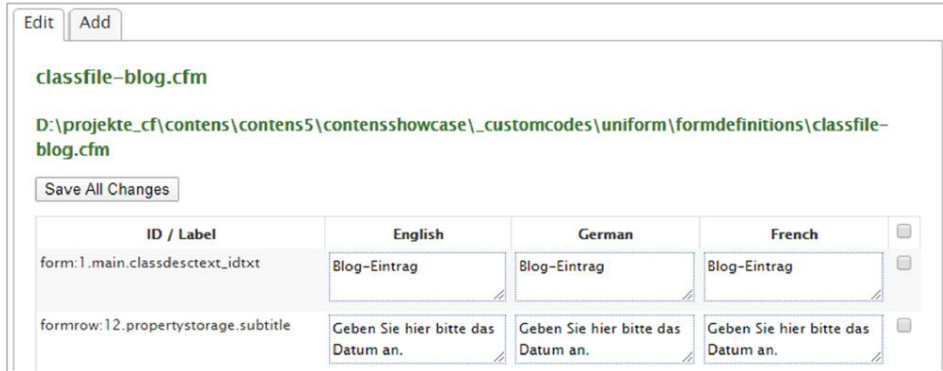 Edit Add
classfile-blog.cfm
D:\projekte_cf\contens\contens5\contensshowcase\_customcodes\uniform\formdefinitions\classfile-
blog.cfm
Save All Changes
ID / Label English German French
form:1.main.classdesctext_idtxt Blog-Eintrag Blog-Eintrag Blog-Eintrag
formrow:12.propertystorage.subtitle Geben Sie hier bitte das Geben Sie hier bitte das Geben Sie hier bitte das
Datum an. Datum an. Datum an.